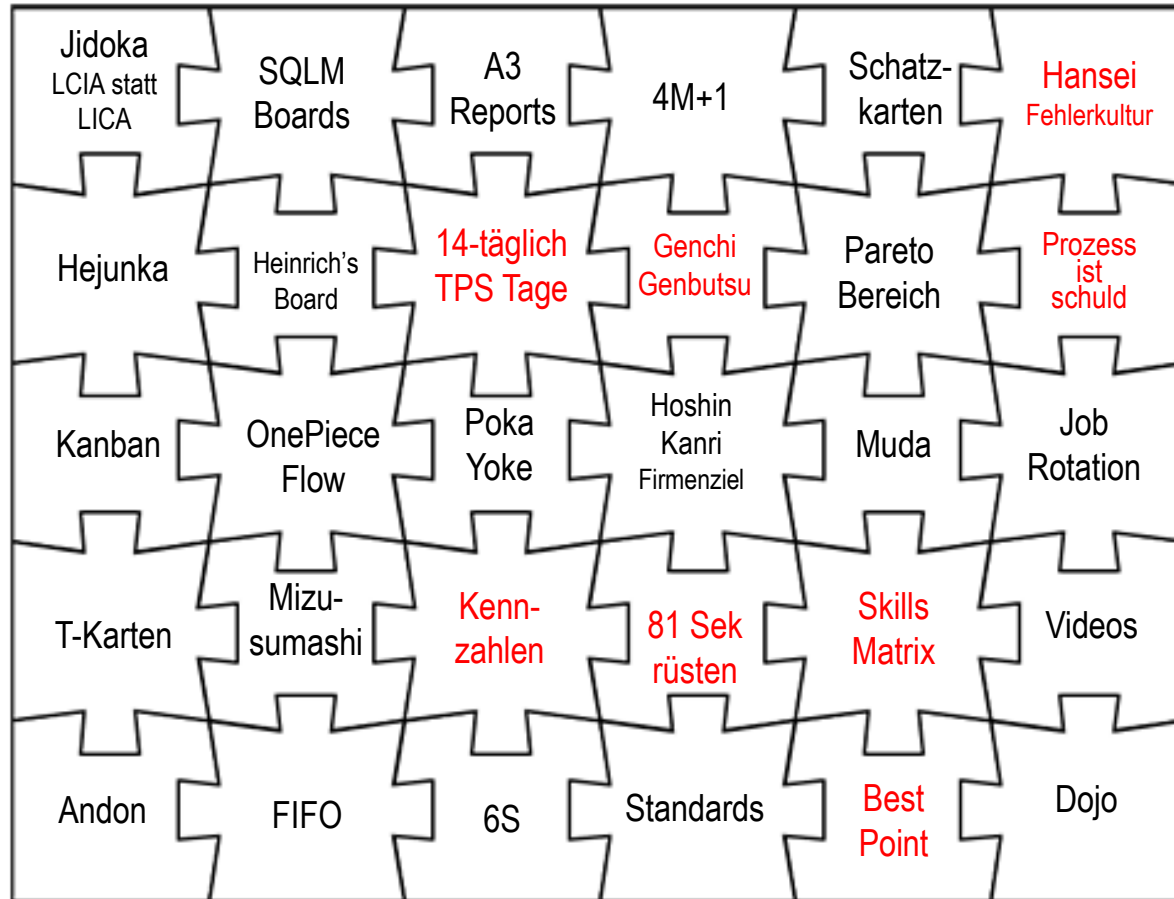 Jidoka
LCIA statt
LICA
SQLM
Boards
A3
Reports
4M+1
Schatz-
karten
Hansei
Fehlerkultur
Hejunka
Heinrich's
Board
14-täglich
TPS Tage
Genchi
Genbutsu
Pareto
Bereich
Prozess
ist
schuld
Kanban
OnePiece
Flow
Poka
Yoke
Hoshin
Kanri
Firmenziel
Muda
Job
Rotation
T-Karten
Mizu-
sumashi
Kenn-
zahlen
81 Sek
rüsten
Skills
Matrix
Videos
Andon
FIFO
6S
Standards
Best
Point
Dojo